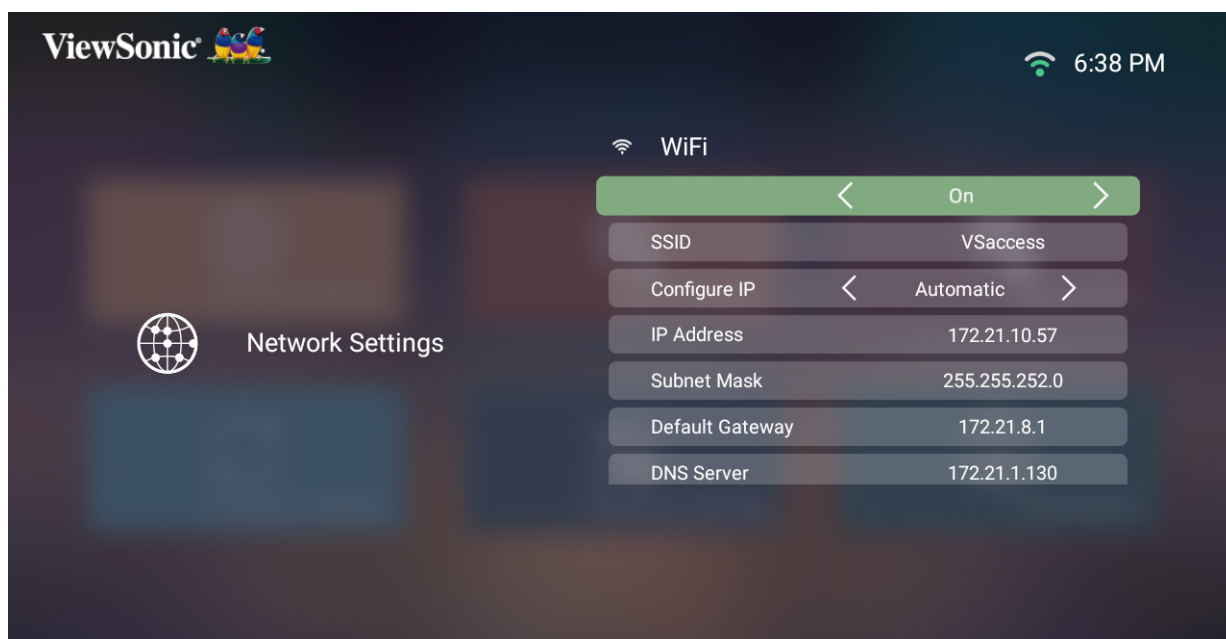 ViewSonic
6:38 PM
WiFi
On
SSID VSaccess
Configure IP Automatic
IP Address 172.21.10.57
Network Settings
Subnet Mask 255.255.252.0
Default Gateway 172.21.8.1
DNS Server 172.21.1.130